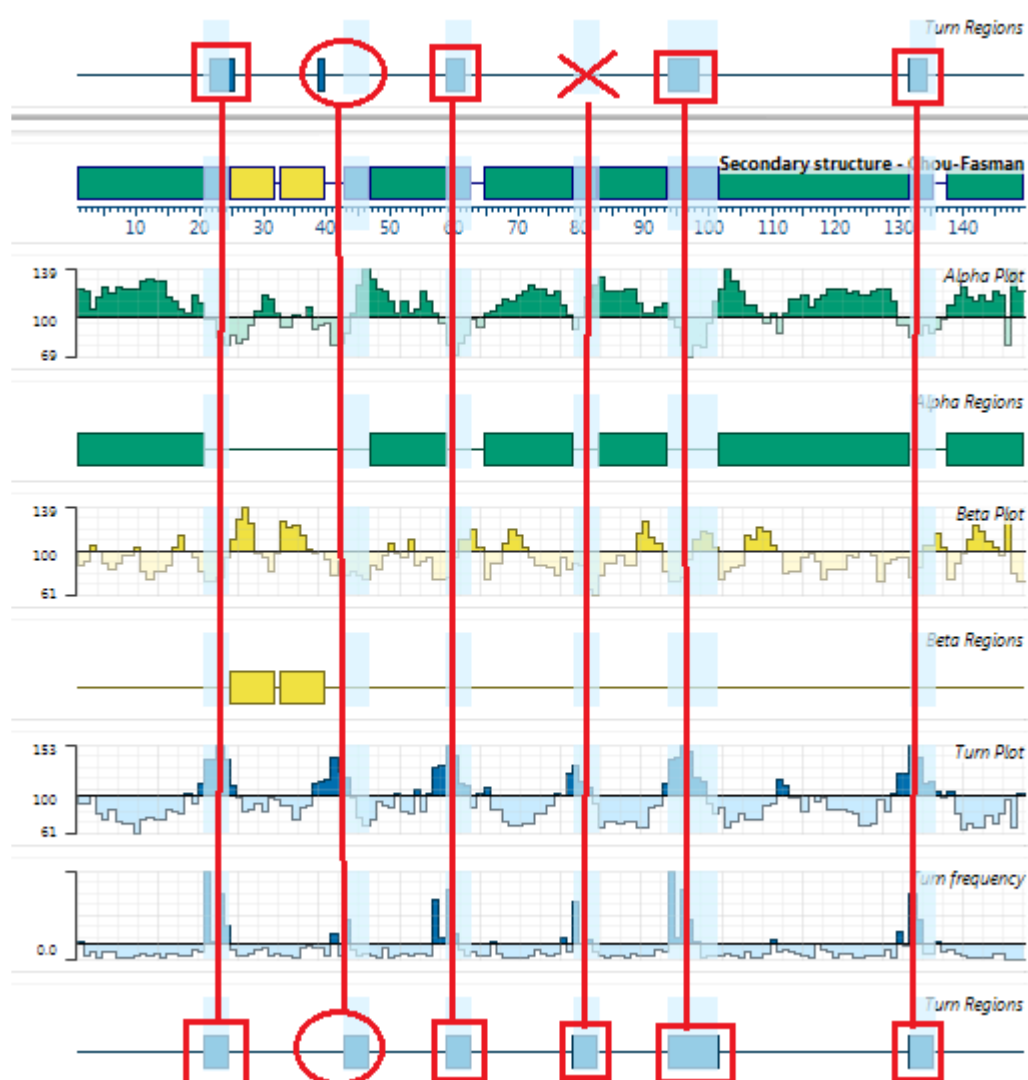 Turn Regions
Secondary structure - Chou-Fasman
10 20 30 40 50 60 70 80 90 100 110 120 130 140
139
Alpha Plot
100
69
Alpha Regions
139
Beta Plot
100
61
Beta Regions
153
Turn Plot
100
61
Turn frequency
0.0
Turn Regions